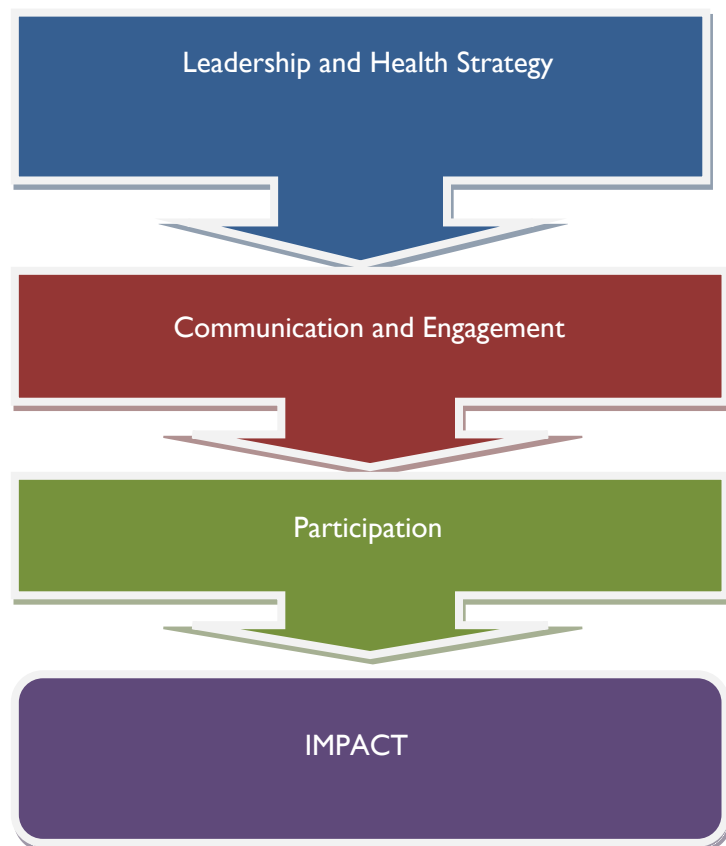 Leadership and Health Strategy
Communication and Engagement
Participation
IMPACT